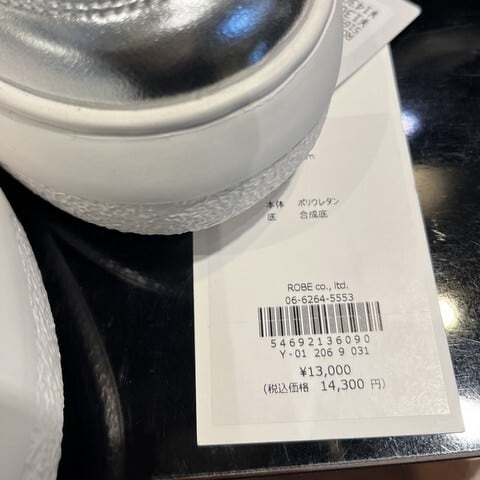 本体 ポリウレタン
底 合成底
ROBE co., ltd.
06-6264-5553
54692136090
Y-01 206 9 031
¥13,000
(税込価格 14,300 円)